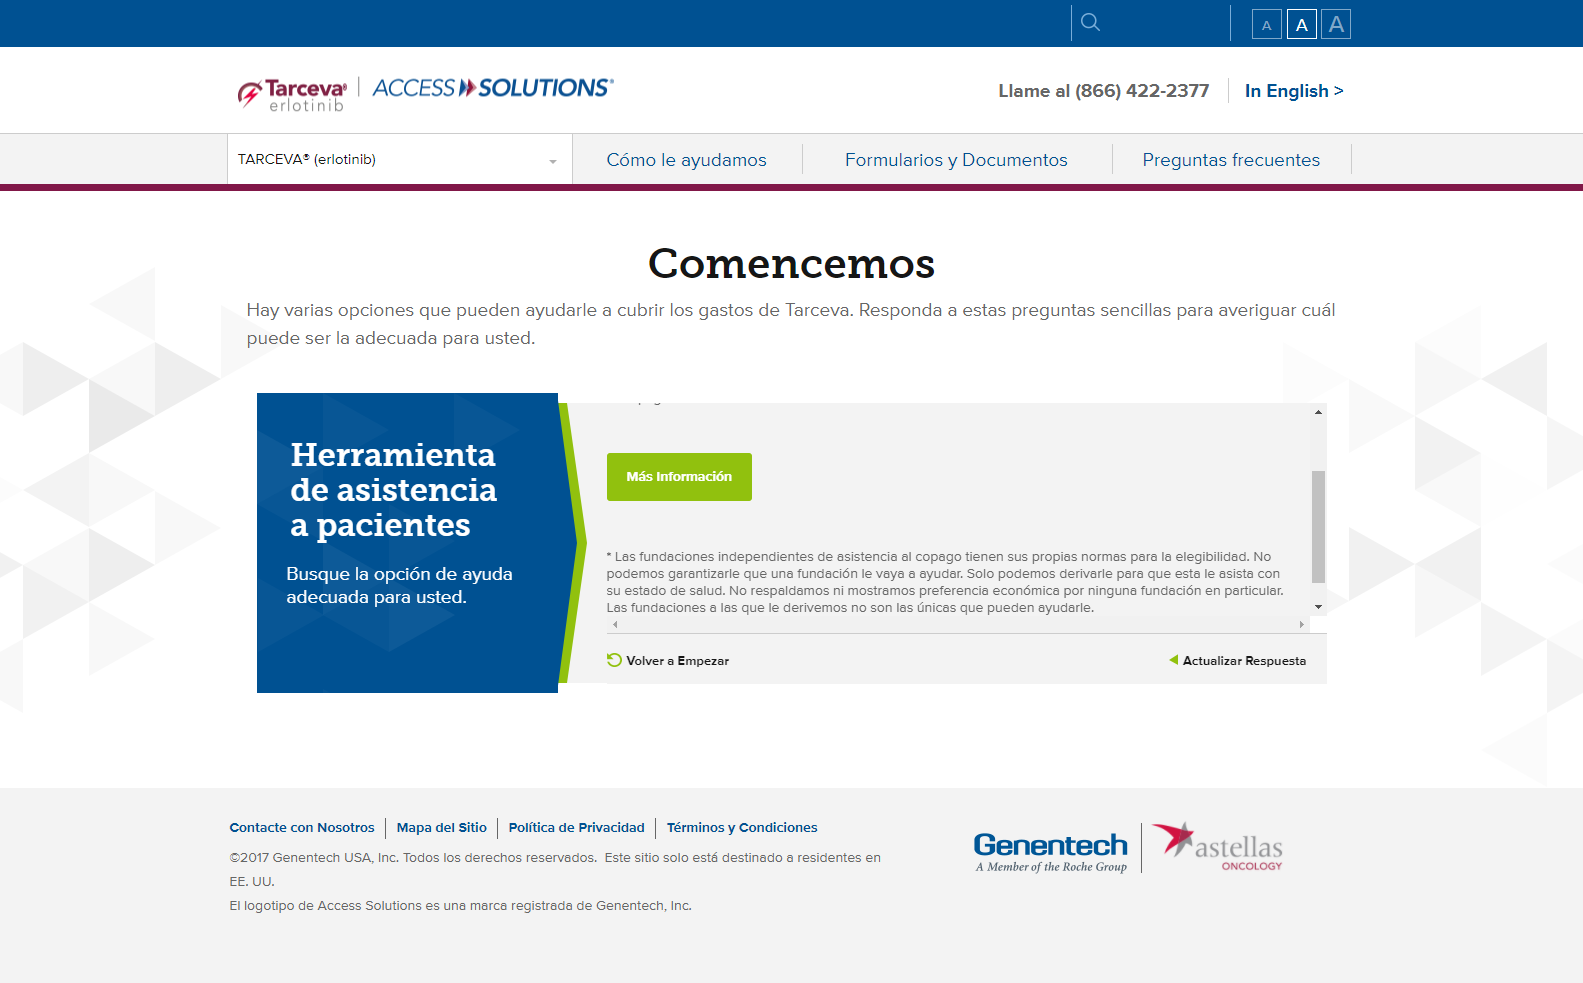 A A A
Tarceva® erlotinib | ACCESS SOLUTIONS®
Llame al (866) 422-2377
In English >
TARCEVA® (erlotinib)
Cómo le ayudamos
Formularios y Documentos
Preguntas frecuentes
Comencemos
Hay varias opciones que pueden ayudarle a cubrir los gastos de Tarceva. Responda a estas preguntas sencillas para averiguar cuál
puede ser la adecuada para usted.
Herramienta
de asistencia
a pacientes
Busque la opción de ayuda
adecuada para usted.
Más Información
* Las fundaciones independientes de asistencia al copago tienen sus propias normas para la elegibilidad. No
podemos garantizarle que una fundación le vaya a ayudar. Solo podemos derivarle para que esta le asista con
su estado de salud. No respaldamos ni mostramos preferencia económica por ninguna fundación en particular.
Las fundaciones a las que le derivemos no son las únicas que pueden ayudarle.
Volver a Empezar
Actualizar Respuesta
Contacte con Nosotros | Mapa del Sitio | Política de Privacidad | Términos y Condiciones
©2017 Genentech USA, Inc. Todos los derechos reservados. Este sitio solo está destinado a residentes en
EE. UU.
El logotipo de Access Solutions es una marca registrada de Genentech, Inc.
Genentech
A Member of the Roche Group
astellas
ONCOLOGY